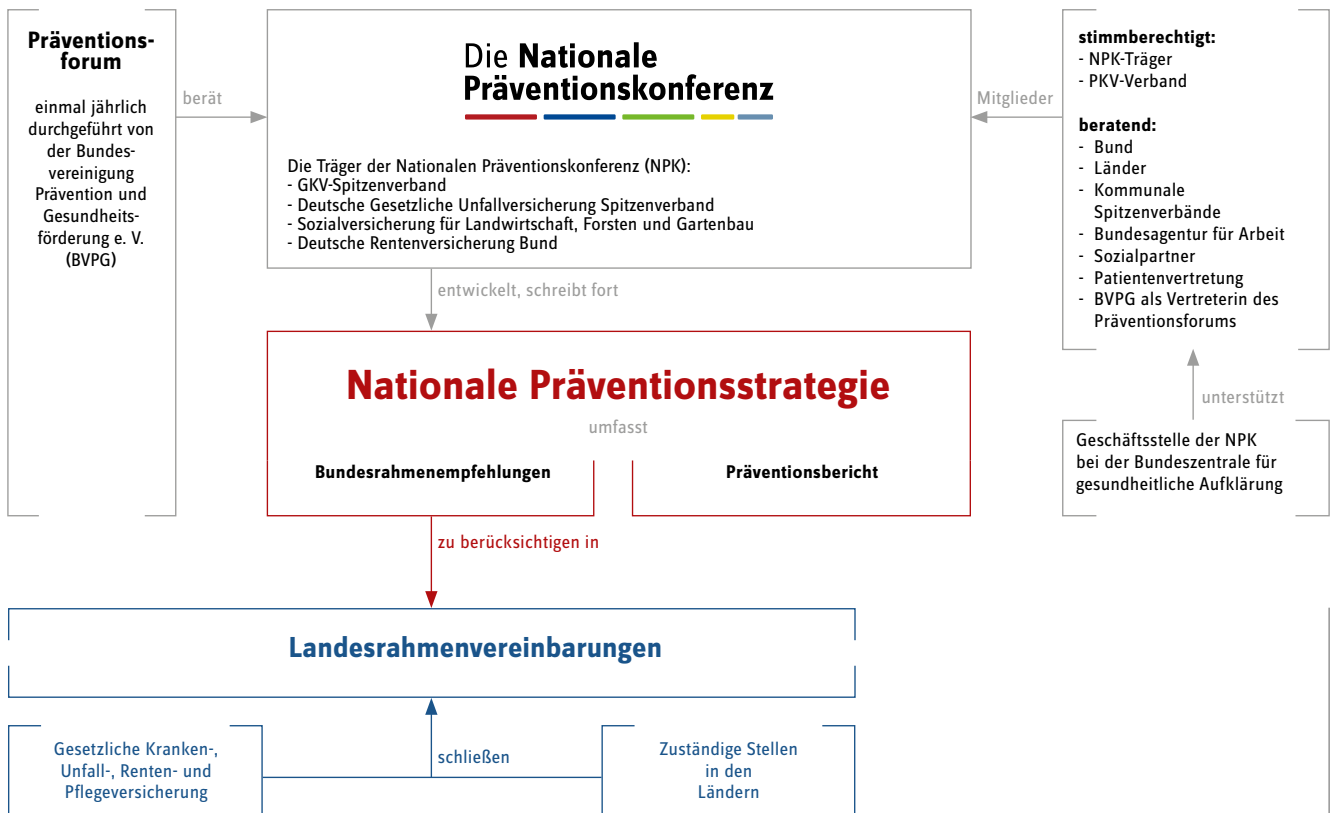 Präventions-
forum
einmal jährlich
durchgeführt von
der Bundes-
vereinigung
Prävention und
Gesundheits-
förderung e. V.
(BVPG)
berät
Die Nationale
Präventionskonferenz
Die Träger der Nationalen Präventionskonferenz (NPK):
- GKV-Spitzenverband
- Deutsche Gesetzliche Unfallversicherung Spitzenverband
- Sozialversicherung für Landwirtschaft, Forsten und Gartenbau
- Deutsche Rentenversicherung Bund
Mitglieder
stimmberechtigt:
- NPK-Träger
- PKV-Verband
beratend:
- Bund
- Länder
- Kommunale
Spitzenverbände
- Bundesagentur für Arbeit
- Sozialpartner
- Patientenvertretung
- BVPG als Vertreterin des
Präventionsforums
unterstützt
Geschäftsstelle der NPK
bei der Bundeszentrale für
gesundheitliche Aufklärung
entwickelt, schreibt fort
Nationale Präventionsstrategie
umfasst
Bundesrahmenempfehlungen
Präventionsbericht
zu berücksichtigen in
Landesrahmenvereinbarungen
Gesetzliche Kranken-,
Unfall-, Renten- und
Pflegeversicherung
schließen
Zuständige Stellen
in den
Ländern